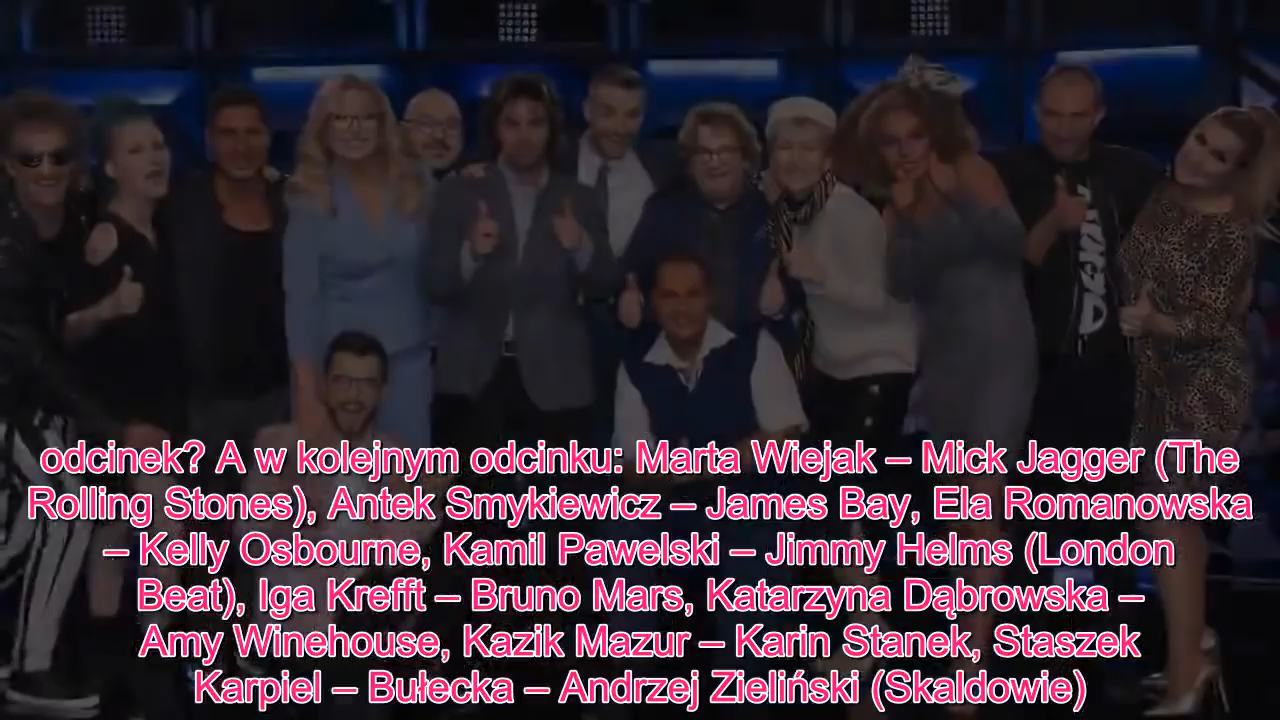 odcinek? A w kolejnym odcinku: Marta Wiejak – Mick Jagger (The
Rolling Stones), Antek Smykiewicz – James Bay, Ela Romanowska
– Kelly Osbourne, Kamil Pawelski – Jimmy Helms (London
Beat), Iga Krefft – Bruno Mars, Katarzyna Dąbrowska –
Amy Winehouse, Kazik Mazur – Karin Stanek, Staszek
Karpiel – Bułecka – Andrzej Zieliński (Skaldowie)